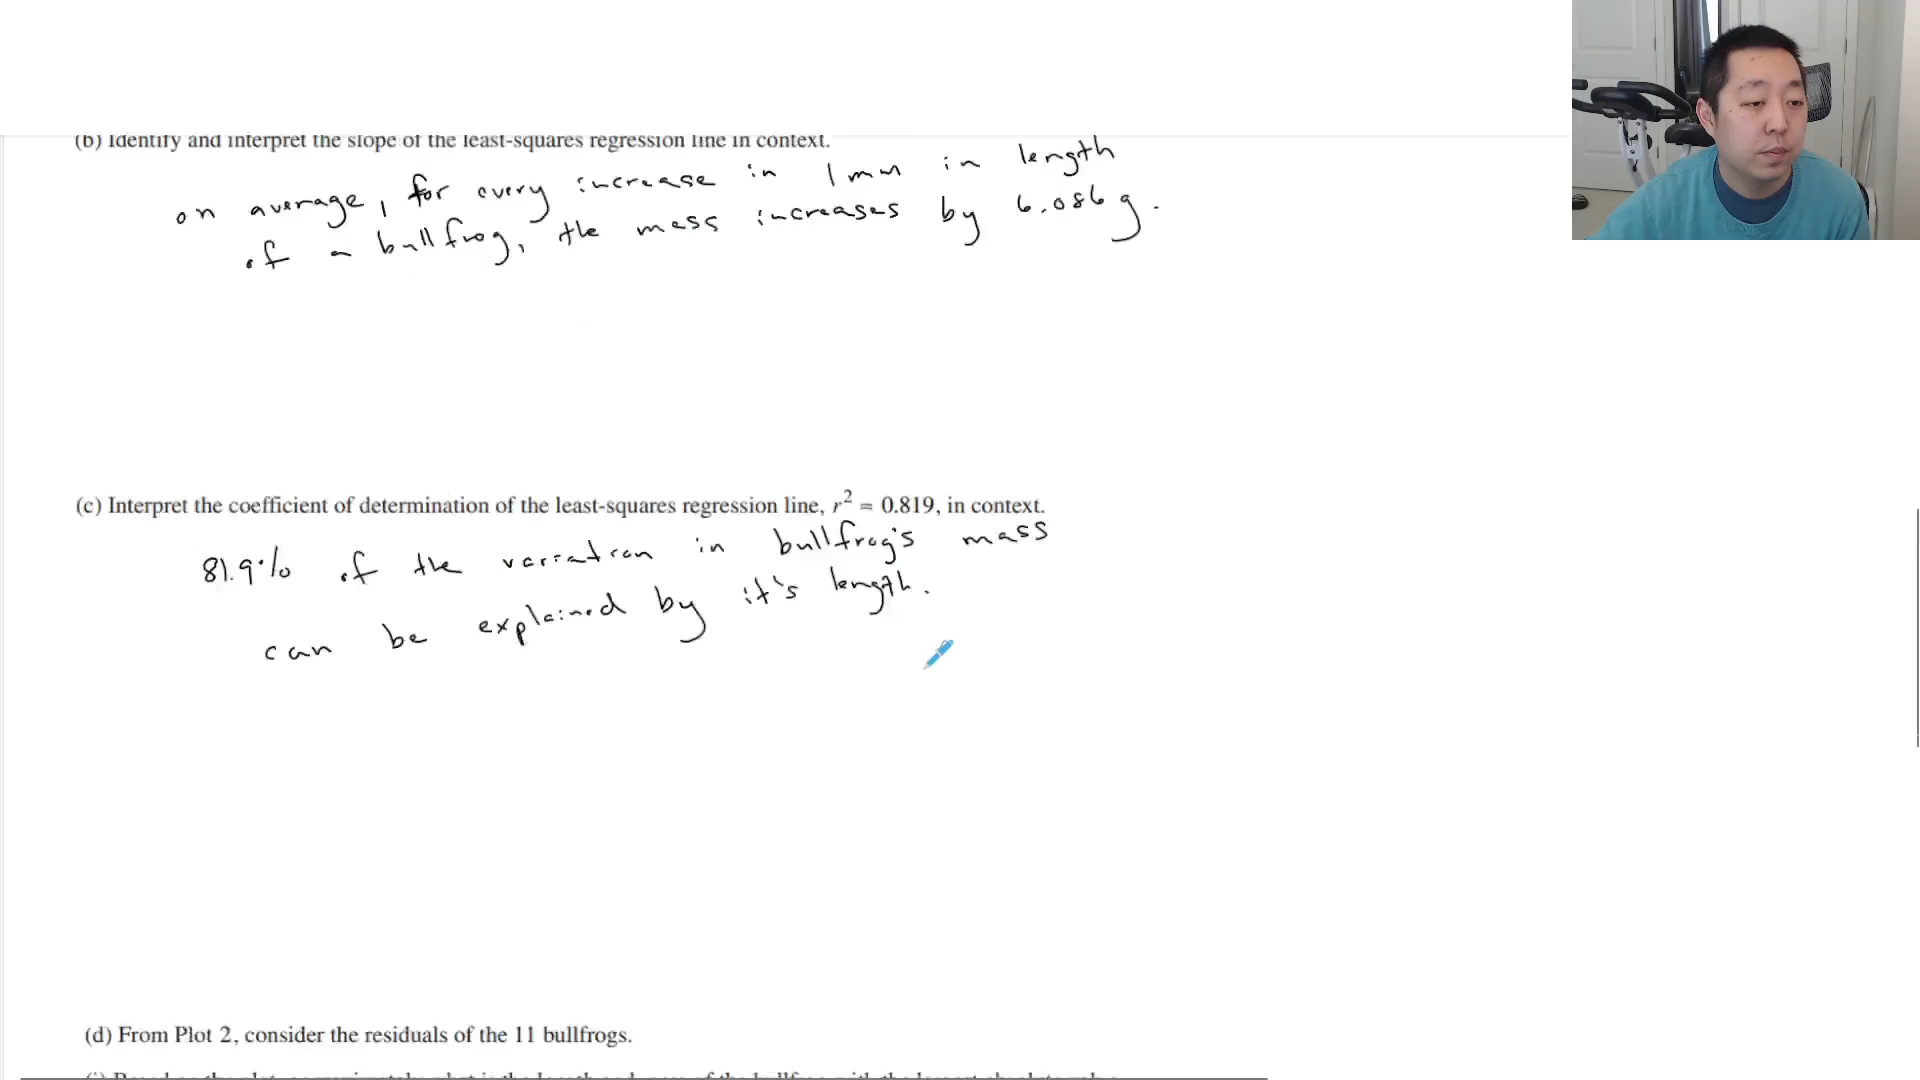 (b) Identify and interpret the slope of the least-squares regression line in context.
on average, for every increase in 1 mm in length
of a bullfrog, the mass increases by 6.086 g.
(c) Interpret the coefficient of determination of the least-squares regression line, r² = 0.819, in context.
81.9% of the variation in bullfrog's mass
can be explained by it's length.
(d) From Plot 2, consider the residuals of the 11 bullfrogs.